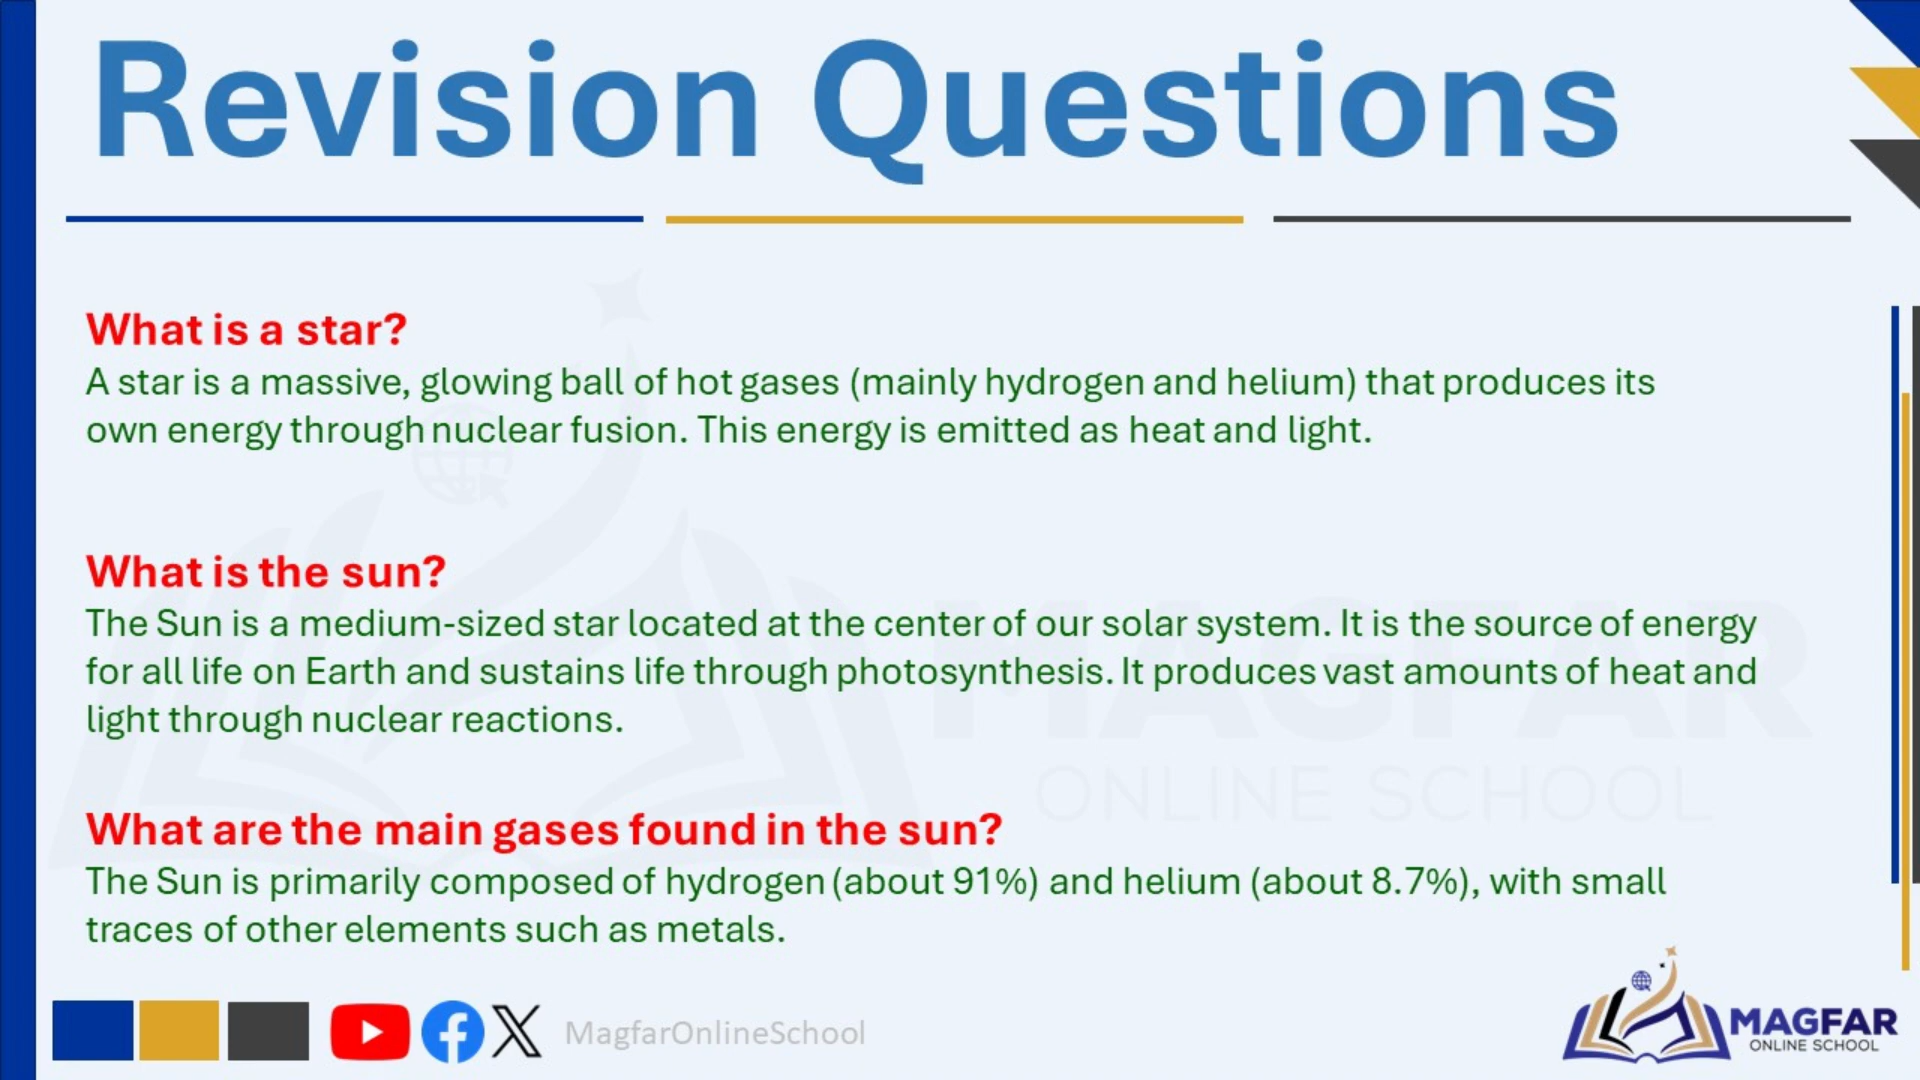 Revision Questions
What is a star?
A star is a massive, glowing ball of hot gases (mainly hydrogen and helium) that produces its
own energy through nuclear fusion. This energy is emitted as heat and light.
What is the sun?
The Sun is a medium-sized star located at the center of our solar system. It is the source of energy
for all life on Earth and sustains life through photosynthesis. It produces vast amounts of heat and
light through nuclear reactions.
MAGFAR
ONLINE SCHOOL
What are the main gases found in the sun?
The Sun is primarily composed of hydrogen (about 91%) and helium (about 8.7%), with small
traces of other elements such as metals.
MagfarOnlineSchool
MAGFAR
ONLINE SCHOOL